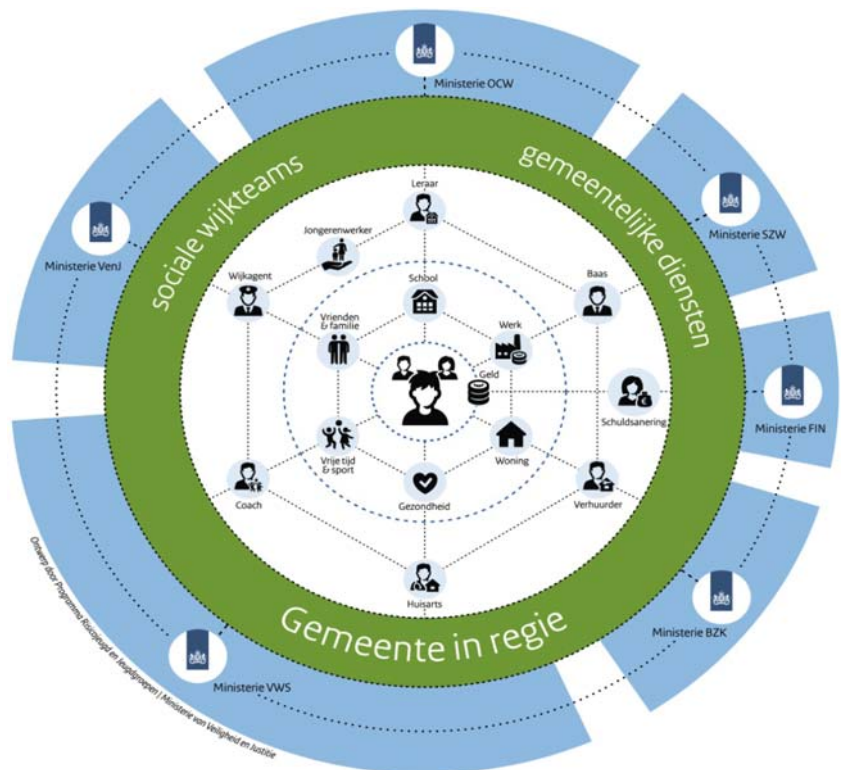 Ministerie OCW
sociale wijkteams
gemeentelijke diensten
Ministerie VenJ
Ministerie SZW
Leraar
Jongerenwerker
Wijkagent
School
Baas
Vrienden
& familie
Werk
Geld
Schuldsanering
Ministerie FIN
Vrije tijd
& sport
Woning
Coach
Gezondheid
Verhuurder
Huisarts
Gemeente in regie
Ministerie BZK
Ministerie VWS
Ontwerp door Programma Risicojeugd en Jeugdgroepen | Ministerie van Veiligheid en Justitie